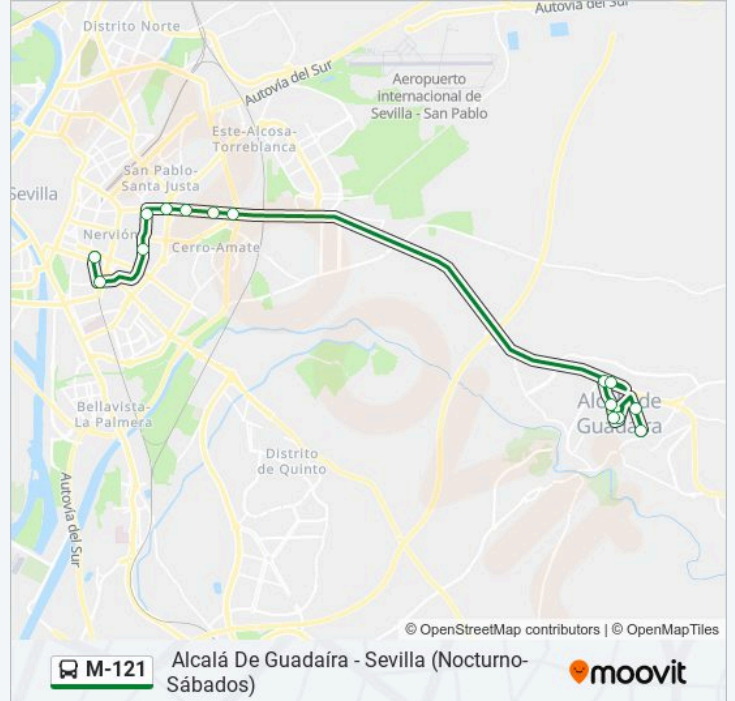 Autovía del Sur
Distrito Norte
Autovía del Sur
Aeropuerto
internacional de
Sevilla - San Pablo
Este-Alcosa-
Torreblanca
San Pablo-
Santa Justa
Sevilla
Nervión
Cerro-Amate
Alcalá de
Guadaíra
Bellavista-
La Palmera
Distrito
de Quinto
Autovía del Sur
© OpenStreetMap contributors | © OpenMapTiles
M-121
Alcalá De Guadaíra - Sevilla (Nocturno-
Sábados)
moovit